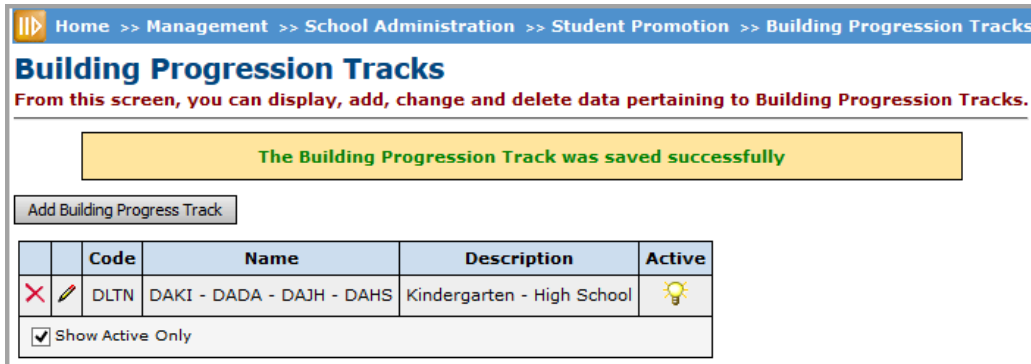 Home >> Management >> School Administration >> Student Promotion >> Building Progression Tracks
Building Progression Tracks
From this screen, you can display, add, change and delete data pertaining to Building Progression Tracks.
The Building Progression Track was saved successfully
Add Building Progress Track
Code Name Description Active
DLTN DAKI - DADA - DAJH - DAHS Kindergarten - High School
Show Active Only